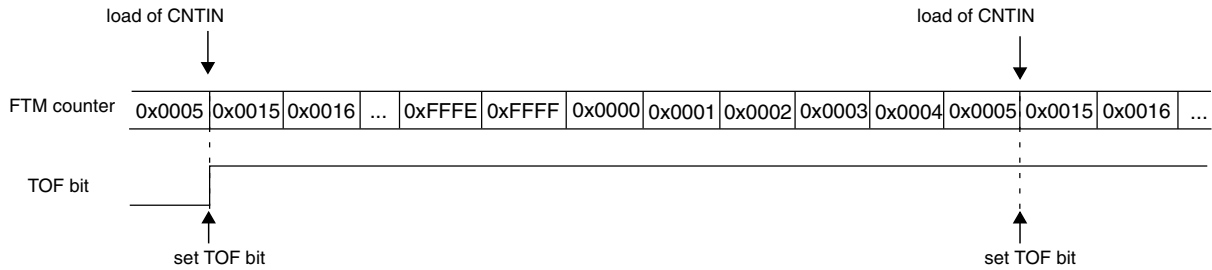 load of CNTIN load of CNTIN
FTM counter 0x0005 0x0015 0x0016 ... 0xFFFE 0xFFFF 0x0000 0x0001 0x0002 0x0003 0x0004 0x0005 0x0015 0x0016 ...
TOF bit
set TOF bit set TOF bit